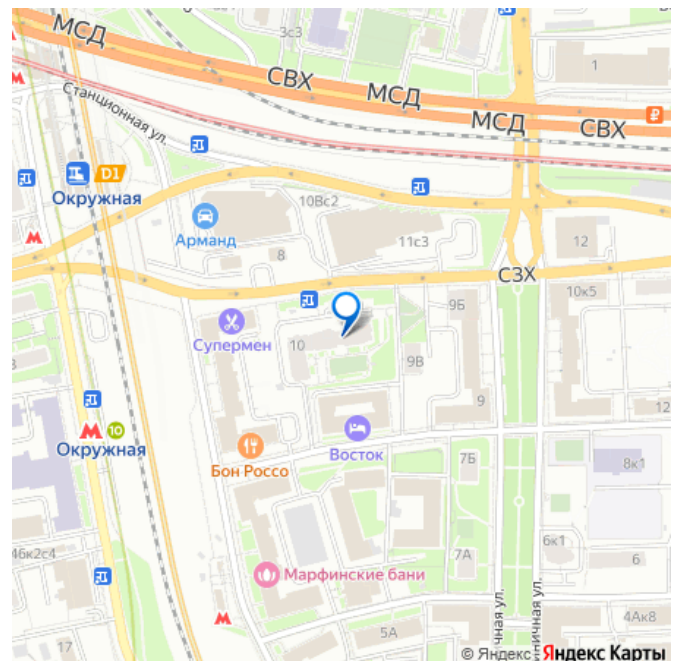 3с3
МСД
СВХ
МСД
1
МСД
СВХ
Станционная ул.
D1
Окружная
10Вс2
Арманд
8
11с3
12
СЗХ
10к5
9Б
Супермен
10
9В
9
12
10
Окружная
Восток
Бон Россо
7Б
8к1
46к2с4
6к1
7А
6
Марфинские бани
17
5А
4Ак8
© Яндекс Яндекс Карты